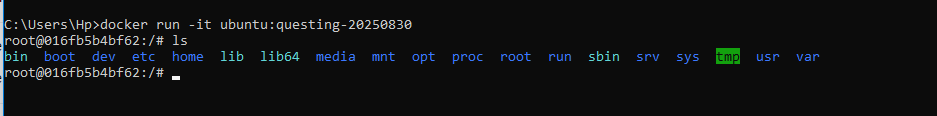 C:\Users\Hp>docker run -it ubuntu:questing-20250830
root@016fb5b4bf62:/# ls
bin  boot  dev  etc  home  lib  lib64  media  mnt  opt  proc  root  run  sbin  srv  sys  tmp  usr  var
root@016fb5b4bf62:/#